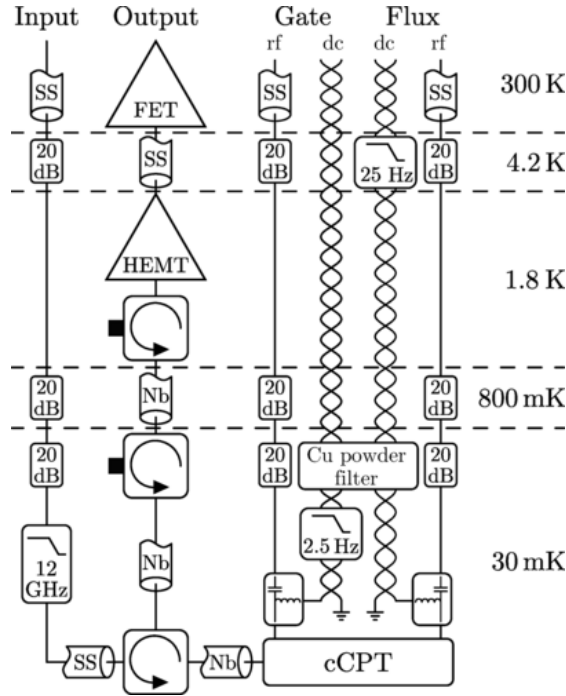 Input Output Gate Flux
rf dc dc rf
SS
SS
SS
300 K
FET
20
dB
SS
20
dB
25 Hz
20
dB
4.2 K
HEMT
1.8 K
20
dB
Nb
20
dB
20
dB
800 mK
20
dB
20
dB
Cu powder
filter
20
dB
2.5 Hz
12
GHz
Nb
30 mK
SS
Nb
cCPT